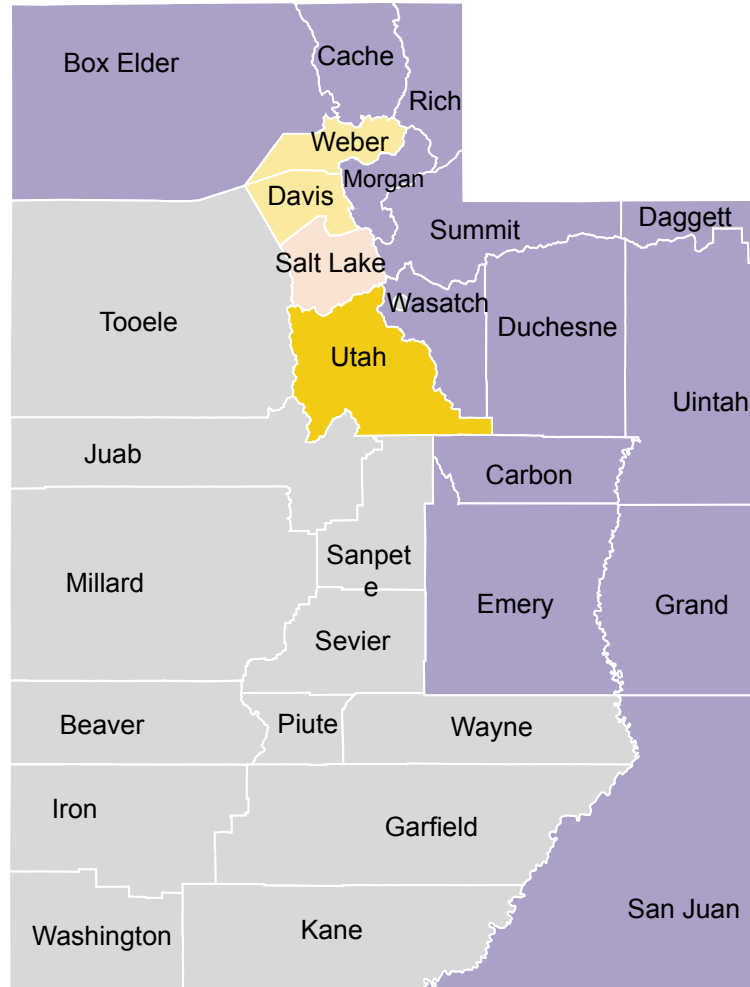 Box Elder
Cache
Rich
Weber
Morgan
Davis
Daggett
Summit
Salt Lake
Wasatch
Tooele
Duchesne
Utah
Uintah
Juab
Carbon
Sanpet
e
Millard
Emery
Grand
Sevier
Beaver
Piute
Wayne
Iron
Garfield
San Juan
Washington
Kane